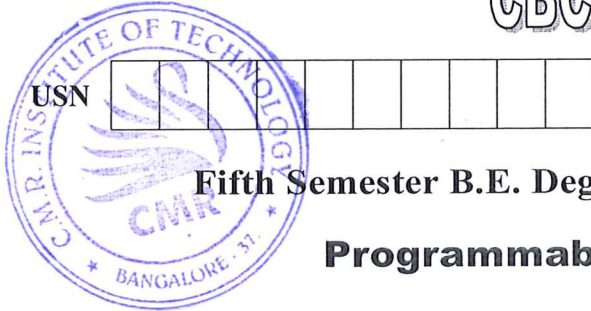 CBC
USN
C.M.R. INSTITUTE OF TECHNOLOGY
CMR
* BANGALORE - 37. *
Fifth Semester B.E. Deg
Programmab